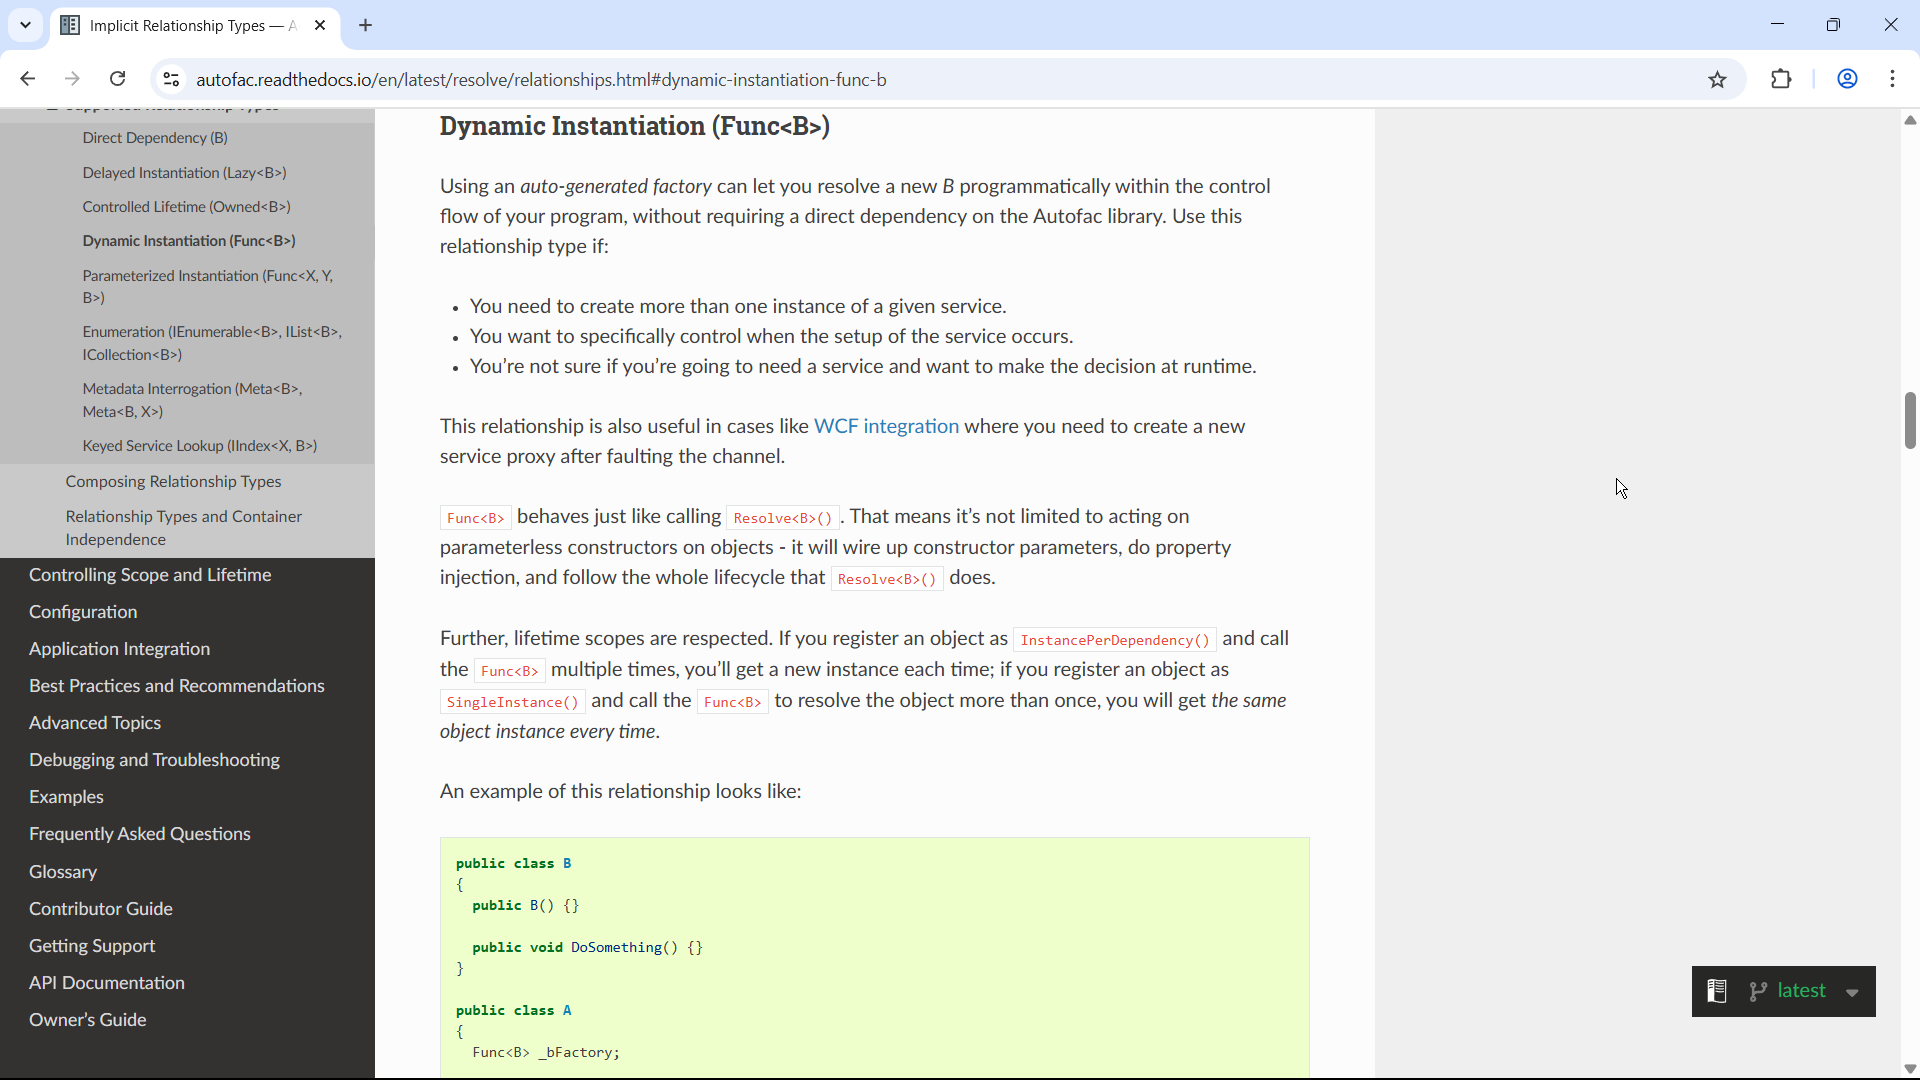 Implicit Relationship Types — A
autofac.readthedocs.io/en/latest/resolve/relationships.html#dynamic-instantiation-func-b
Supported Relationship Types
Direct Dependency (B)
Delayed Instantiation (Lazy<B>)
Controlled Lifetime (Owned<B>)
Dynamic Instantiation (Func<B>)
Parameterized Instantiation (Func<X, Y,
B>)
Enumeration (IEnumerable<B>, IList<B>,
ICollection<B>)
Metadata Interrogation (Meta<B>,
Meta<B, X>)
Keyed Service Lookup (IIndex<X, B>)
Composing Relationship Types
Relationship Types and Container
Independence
Controlling Scope and Lifetime
Configuration
Application Integration
Best Practices and Recommendations
Advanced Topics
Debugging and Troubleshooting
Examples
Frequently Asked Questions
Glossary
Contributor Guide
Getting Support
API Documentation
Owner's Guide
Dynamic Instantiation (Func<B>)
Using an auto-generated factory can let you resolve a new B programmatically within the control
flow of your program, without requiring a direct dependency on the Autofac library. Use this
relationship type if:
• You need to create more than one instance of a given service.
• You want to specifically control when the setup of the service occurs.
• You're not sure if you're going to need a service and want to make the decision at runtime.
This relationship is also useful in cases like WCF integration where you need to create a new
service proxy after faulting the channel.
Func<B> behaves just like calling Resolve<B>(). That means it's not limited to acting on
parameterless constructors on objects - it will wire up constructor parameters, do property
injection, and follow the whole lifecycle that Resolve<B>() does.
Further, lifetime scopes are respected. If you register an object as InstancePerDependency() and call
the Func<B> multiple times, you'll get a new instance each time; if you register an object as
SingleInstance() and call the Func<B> to resolve the object more than once, you will get the same
object instance every time.
An example of this relationship looks like:
public class B
{
public B() {}
public void DoSomething() {}
}
public class A
{
Func<B> _bFactory;
latest